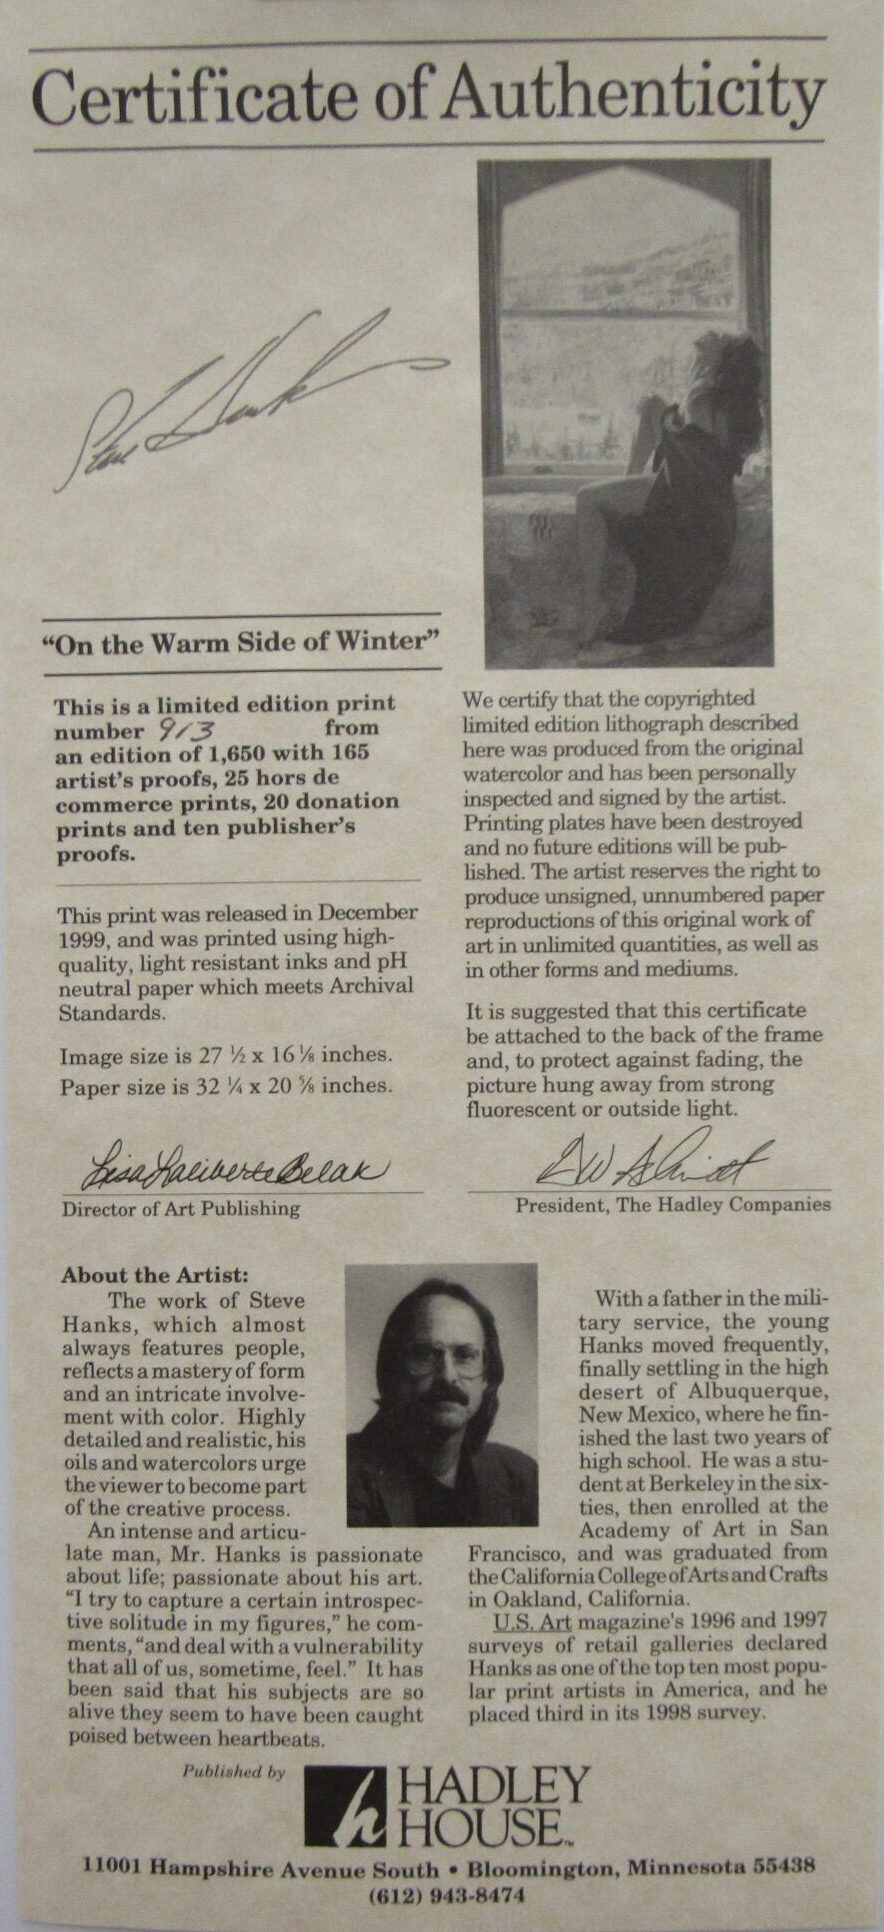 Certificate of Authenticity
Steve Hanks
“On the Warm Side of Winter”
This is a limited edition print
number 913 from
an edition of 1,650 with 165
artist's proofs, 25 hors de
commerce prints, 20 donation
prints and ten publisher's
proofs.
This print was released in December
1999, and was printed using high-
quality, light resistant inks and pH
neutral paper which meets Archival
Standards.
Image size is 27 ½ x 16 ⅛ inches.
Paper size is 32 ¼ x 20 ⅝ inches.
We certify that the copyrighted
limited edition lithograph described
here was produced from the original
watercolor and has been personally
inspected and signed by the artist.
Printing plates have been destroyed
and no future editions will be pub-
lished. The artist reserves the right to
produce unsigned, unnumbered paper
reproductions of this original work of
art in unlimited quantities, as well as
in other forms and mediums.
It is suggested that this certificate
be attached to the back of the frame
and, to protect against fading, the
picture hung away from strong
fluorescent or outside light.
Lisa Laliberte Belak
Director of Art Publishing
President, The Hadley Companies
About the Artist:
The work of Steve
Hanks, which almost
always features people,
reflects a mastery of form
and an intricate involve-
ment with color. Highly
detailed and realistic, his
oils and watercolors urge
the viewer to become part
of the creative process.
An intense and articu-
late man, Mr. Hanks is passionate
about life; passionate about his art.
“I try to capture a certain introspec-
tive solitude in my figures,” he com-
ments, “and deal with a vulnerability
that all of us, sometime, feel.” It has
been said that his subjects are so
alive they seem to have been caught
poised between heartbeats.
With a father in the mili-
tary service, the young
Hanks moved frequently,
finally settling in the high
desert of Albuquerque,
New Mexico, where he fin-
ished the last two years of
high school. He was a stu-
dent at Berkeley in the six-
ties, then enrolled at the
Academy of Art in San
Francisco, and was graduated from
the California College of Arts and Crafts
in Oakland, California.
U.S. Art magazine's 1996 and 1997
surveys of retail galleries declared
Hanks as one of the top ten most popu-
lar print artists in America, and he
placed third in its 1998 survey.
Published by
HADLEY
HOUSE™
11001 Hampshire Avenue South • Bloomington, Minnesota 55438
(612) 943-8474